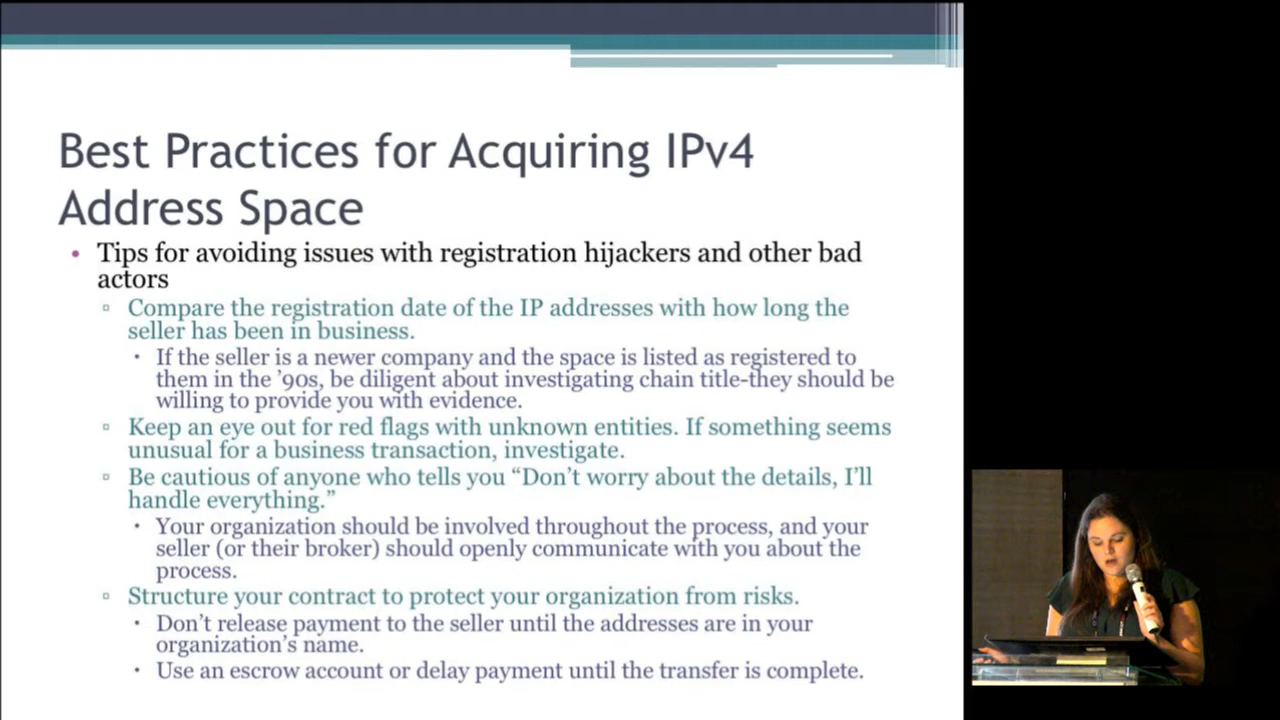 Best Practices for Acquiring IPv4
Address Space
• Tips for avoiding issues with registration hijackers and other bad
actors
▫ Compare the registration date of the IP addresses with how long the
seller has been in business.
• If the seller is a newer company and the space is listed as registered to
them in the ’90s, be diligent about investigating chain title-they should be
willing to provide you with evidence.
▫ Keep an eye out for red flags with unknown entities. If something seems
unusual for a business transaction, investigate.
▫ Be cautious of anyone who tells you “Don’t worry about the details, I’ll
handle everything.”
• Your organization should be involved throughout the process, and your
seller (or their broker) should openly communicate with you about the
process.
▫ Structure your contract to protect your organization from risks.
• Don’t release payment to the seller until the addresses are in your
organization’s name.
• Use an escrow account or delay payment until the transfer is complete.